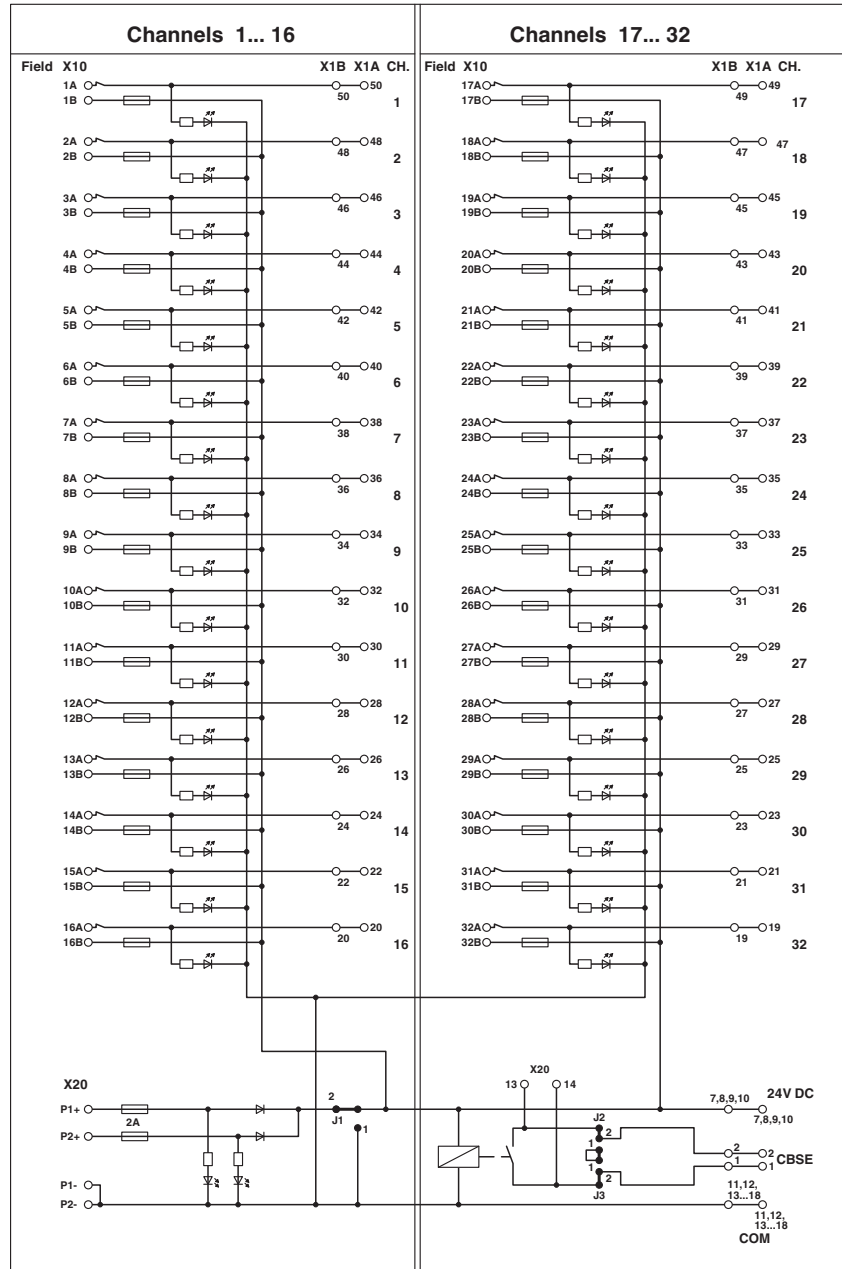 Channels 1... 16    Channels 17... 32
Field X10    X1B X1A CH.    Field X10    X1B X1A CH.
1A    50    17A    49
1B    50    1    17B    49    17
2A    48    18A    47
2B    48    2    18B    47    18
3A    46    19A    45
3B    46    3    19B    45    19
4A    44    20A    43
4B    44    4    20B    43    20
5A    42    21A    41
5B    42    5    21B    41    21
6A    40    22A    39
6B    40    6    22B    39    22
7A    38    23A    37
7B    38    7    23B    37    23
8A    36    24A    35
8B    36    8    24B    35    24
9A    34    25A    33
9B    34    9    25B    33    25
10A    32    26A    31
10B    32    10    26B    31    26
11A    30    27A    29
11B    30    11    27B    29    27
12A    28    28A    27
12B    28    12    28B    27    28
13A    26    29A    25
13B    26    13    29B    25    29
14A    24    30A    23
14B    24    14    30B    23    30
15A    22    31A    21
15B    22    15    31B    21    31
16A    20    32A    19
16B    20    16    32B    19    32
X20    X20
13    14
P1+    2A    2    J1    1    7,8,9,10    24V DC
7,8,9,10
P2+    J2    2    2    2
1    1    1    CBSE
1    2
P1-    J3    11,12,
13...18
P2-    11,12,
13...18
COM